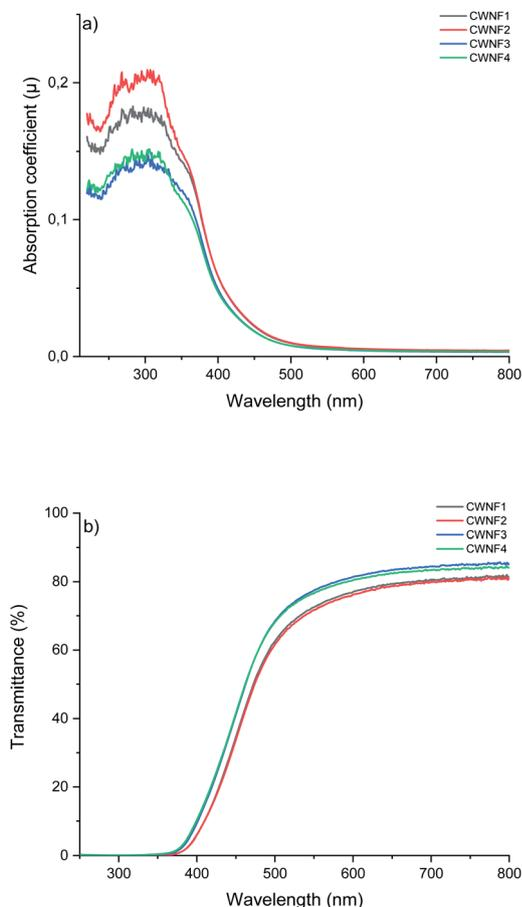 a)
CWNF1
CWNF2
CWNF3
CWNF4
0,2
0,1
0,0
Absorption coefficient (μ)
300 400 500 600 700 800
Wavelength (nm)
b)
CWNF1
CWNF2
CWNF3
CWNF4
100
80
60
40
20
0
Transmittance (%)
300 400 500 600 700 800
Wavelength (nm)